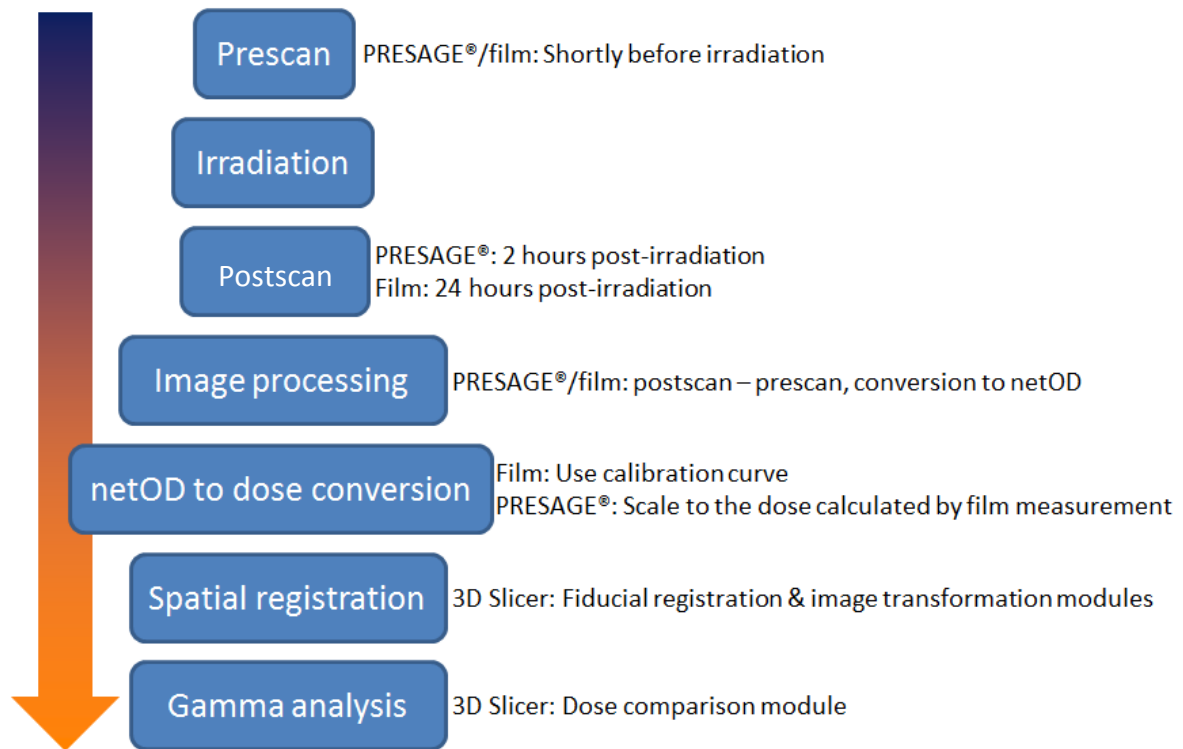 Prescan
PRESAGE®/film: Shortly before irradiation
Irradiation
Postscan
PRESAGE®: 2 hours post-irradiation
Film: 24 hours post-irradiation
Image processing
PRESAGE®/film: postscan – prescan, conversion to netOD
netOD to dose conversion
Film: Use calibration curve
PRESAGE®: Scale to the dose calculated by film measurement
Spatial registration
3D Slicer: Fiducial registration & image transformation modules
Gamma analysis
3D Slicer: Dose comparison module